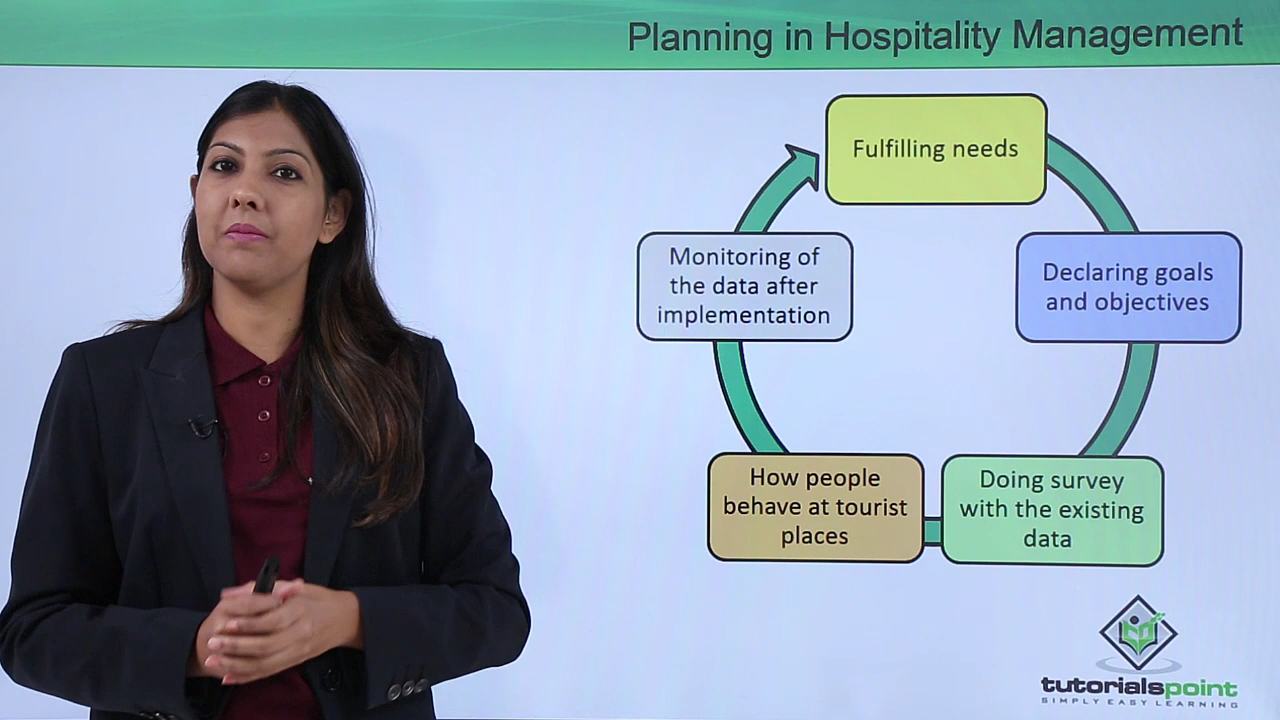 Planning in Hospitality Management
Fulfilling needs
Declaring goals
and objectives
Doing survey
with the existing
data
How people
behave at tourist
places
Monitoring of
the data after
implementation
tutorialspoint
SIMPLY EASY LEARNING